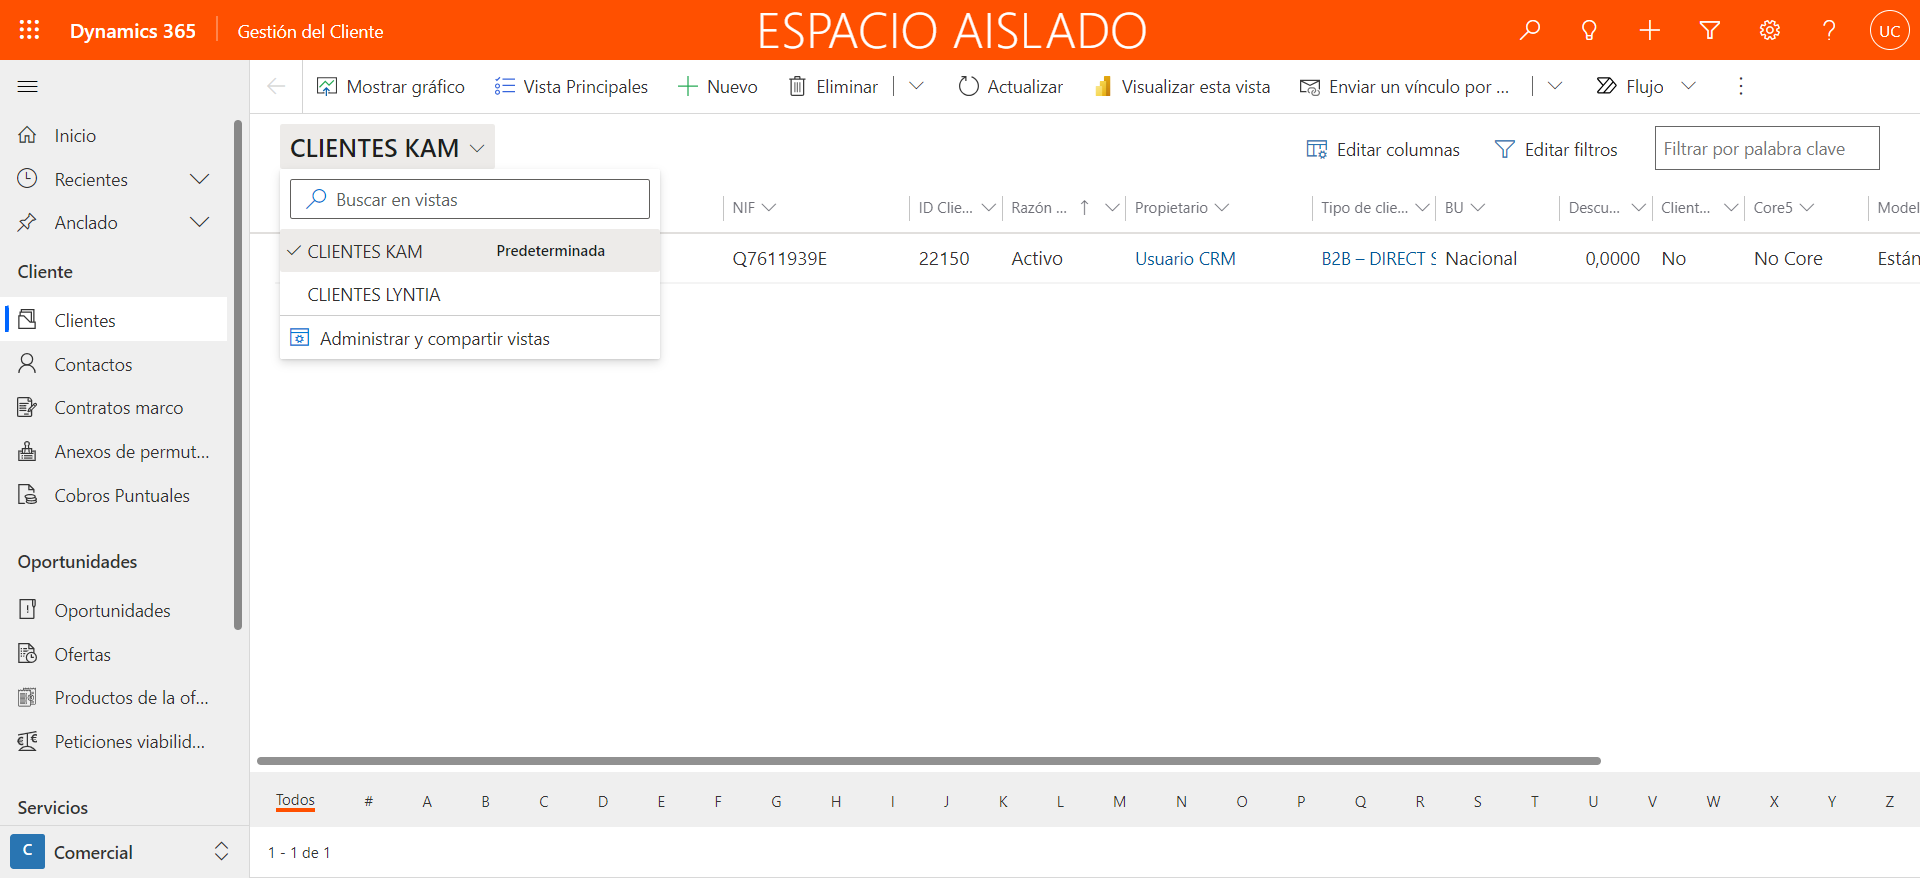 Dynamics 365
Gestión del Cliente
ESPACIO AISLADO
UC
Mostrar gráfico
Vista Principales
Nuevo
Eliminar
Actualizar
Visualizar esta vista
Enviar un vínculo por ...
Flujo
Inicio
Recientes
Anclado
Cliente
Clientes
Contactos
Contratos marco
Anexos de permut...
Cobros Puntuales
Oportunidades
Oportunidades
Ofertas
Productos de la of...
Peticiones viabilid...
Servicios
C Comercial
CLIENTES KAM
Editar columnas
Editar filtros
Filtrar por palabra clave
Buscar en vistas
CLIENTES KAM Predeterminada
CLIENTES LYNTIA
Administrar y compartir vistas
NIF ID Clie... Razón ... Propietario Tipo de clie... BU Descu... Client... Core5 Model
Q7611939E 22150 Activo Usuario CRM B2B – DIRECT S Nacional 0,0000 No No Core Están
Todos # A B C D E F G H I J K L M N O P Q R S T U V W X Y Z
1 - 1 de 1